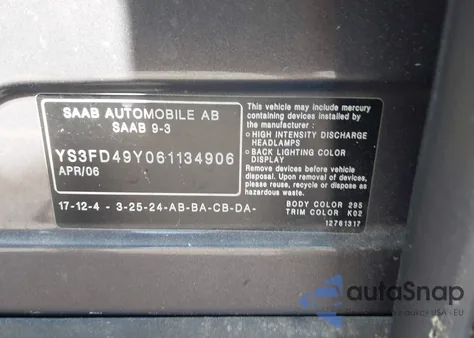 SAAB AUTOMOBILE AB
SAAB 9-3
YS3FD49Y061134906
APR/06
17-12-4 - 3-25-24-AB-BA-CB-DA-
This vehicle may include mercury
containing devices installed by
the manufacturer:
○ HIGH INTENSITY DISCHARGE
HEADLAMPS
○ BACK LIGHTING COLOR
DISPLAY
Remove devices before vehicle
disposal. Upon removal of devices,
please reuse, recycle or dispose as
hazardous waste.
BODY COLOR 295
TRIM COLOR K02
12761317
autoSnap
USA - EU